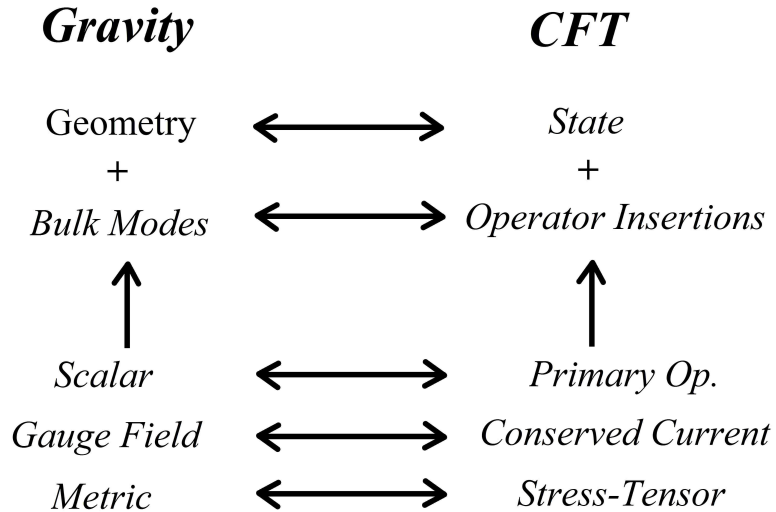 Gravity CFT
Geometry State
+ +
Bulk Modes Operator Insertions
Scalar Primary Op.
Gauge Field Conserved Current
Metric Stress-Tensor